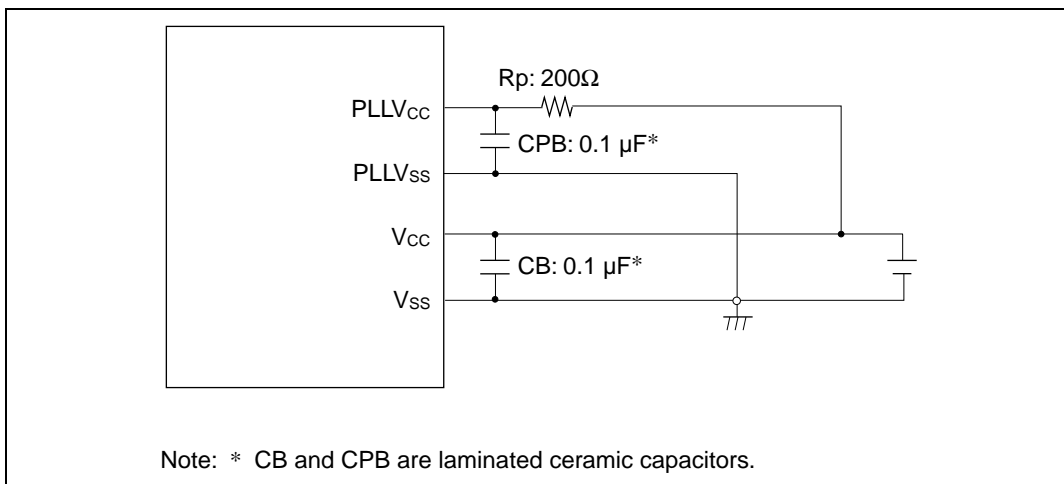 Rp: 200Ω
PLLVCC
CPB: 0.1 µF*
PLLVSS
VCC
CB: 0.1 µF*
VSS
Note: * CB and CPB are laminated ceramic capacitors.